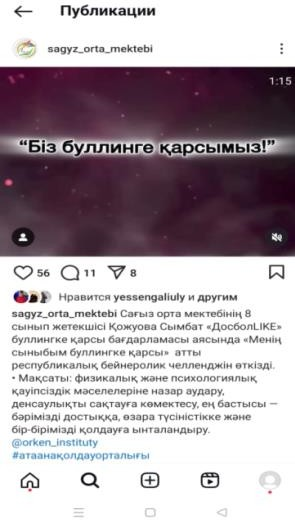 Публикации
sagyz_orta_mektebi
1:15
“Біз буллинге қарсымыз!”
56 11 8
Нравится yessengaliuly и другим
sagyz_orta_mektebi Сағыз орта мектебінің 8
сынып жетекшісі Қожуова Сымбат «ДосболLIKE»
буллингке қарсы бағдарламасы аясында «Менің
сыныбым буллингке қарсы» атты
республикалық бейнеролик челленджін өткізді.
• Мақсаты: физикалық және психологиялық
қауіпсіздік мәселелеріне назар аудару,
денсаулықты сақтауға көмектесу, ең бастысы –
бәрімізді достыққа, өзара түсіністікке және
бір-бірімізді қолдауға ынталандыру.
@orken_instituty
#атаанақолдауорталығы